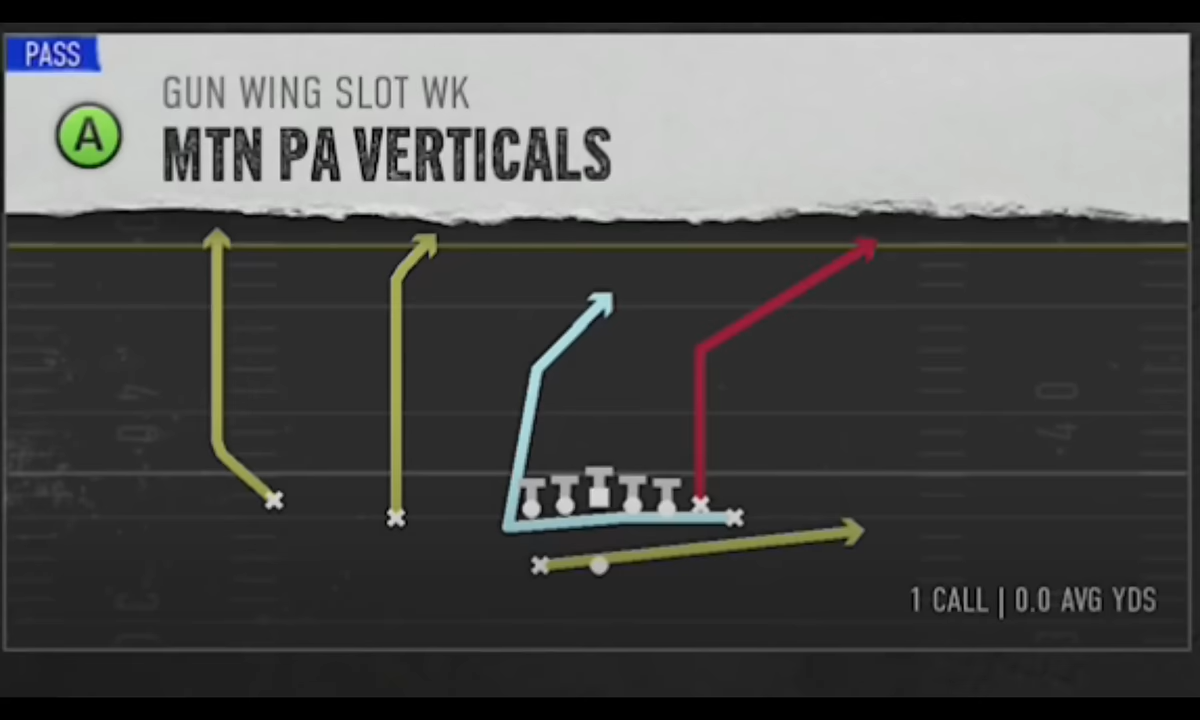 PASS
GUN WING SLOT WK
A MTN PA VERTICALS
1 CALL | 0.0 AVG YDS